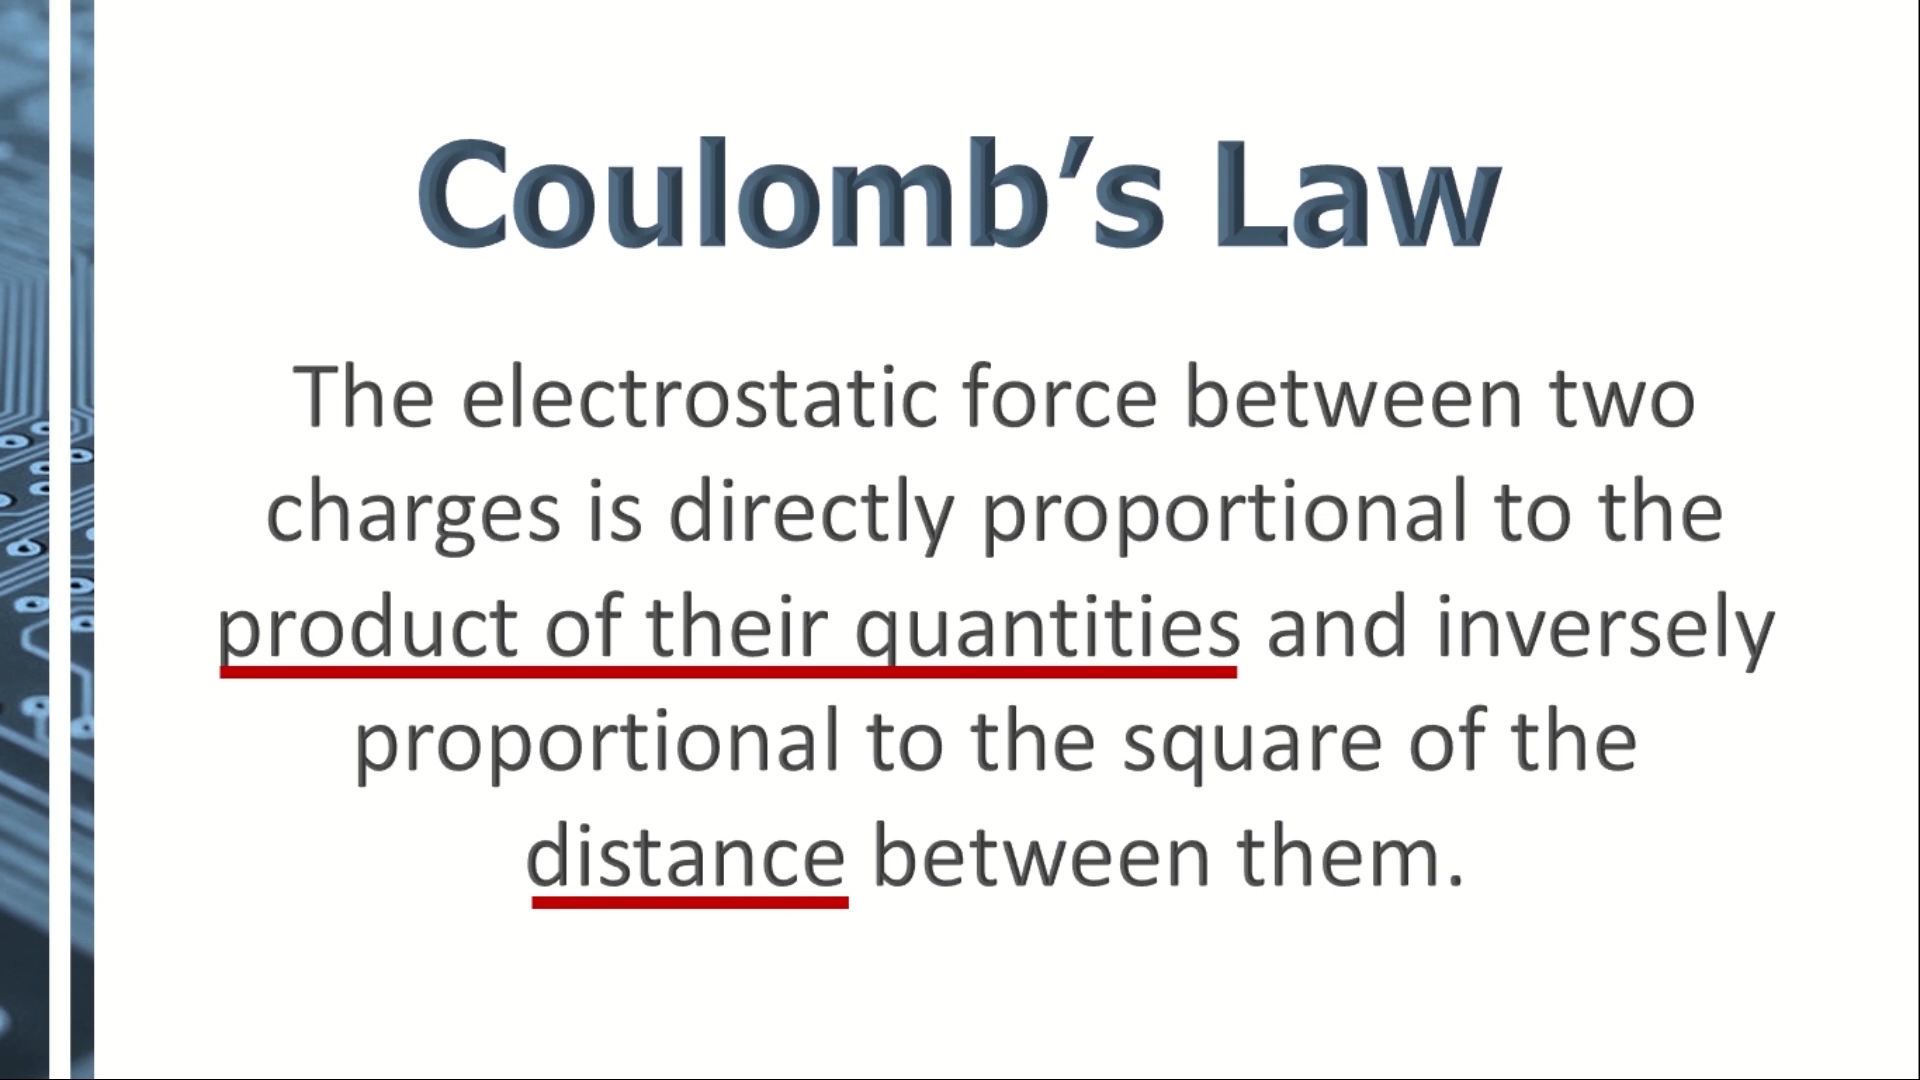 Coulomb’s Law
The electrostatic force between two
charges is directly proportional to the
product of their quantities and inversely
proportional to the square of the
distance between them.